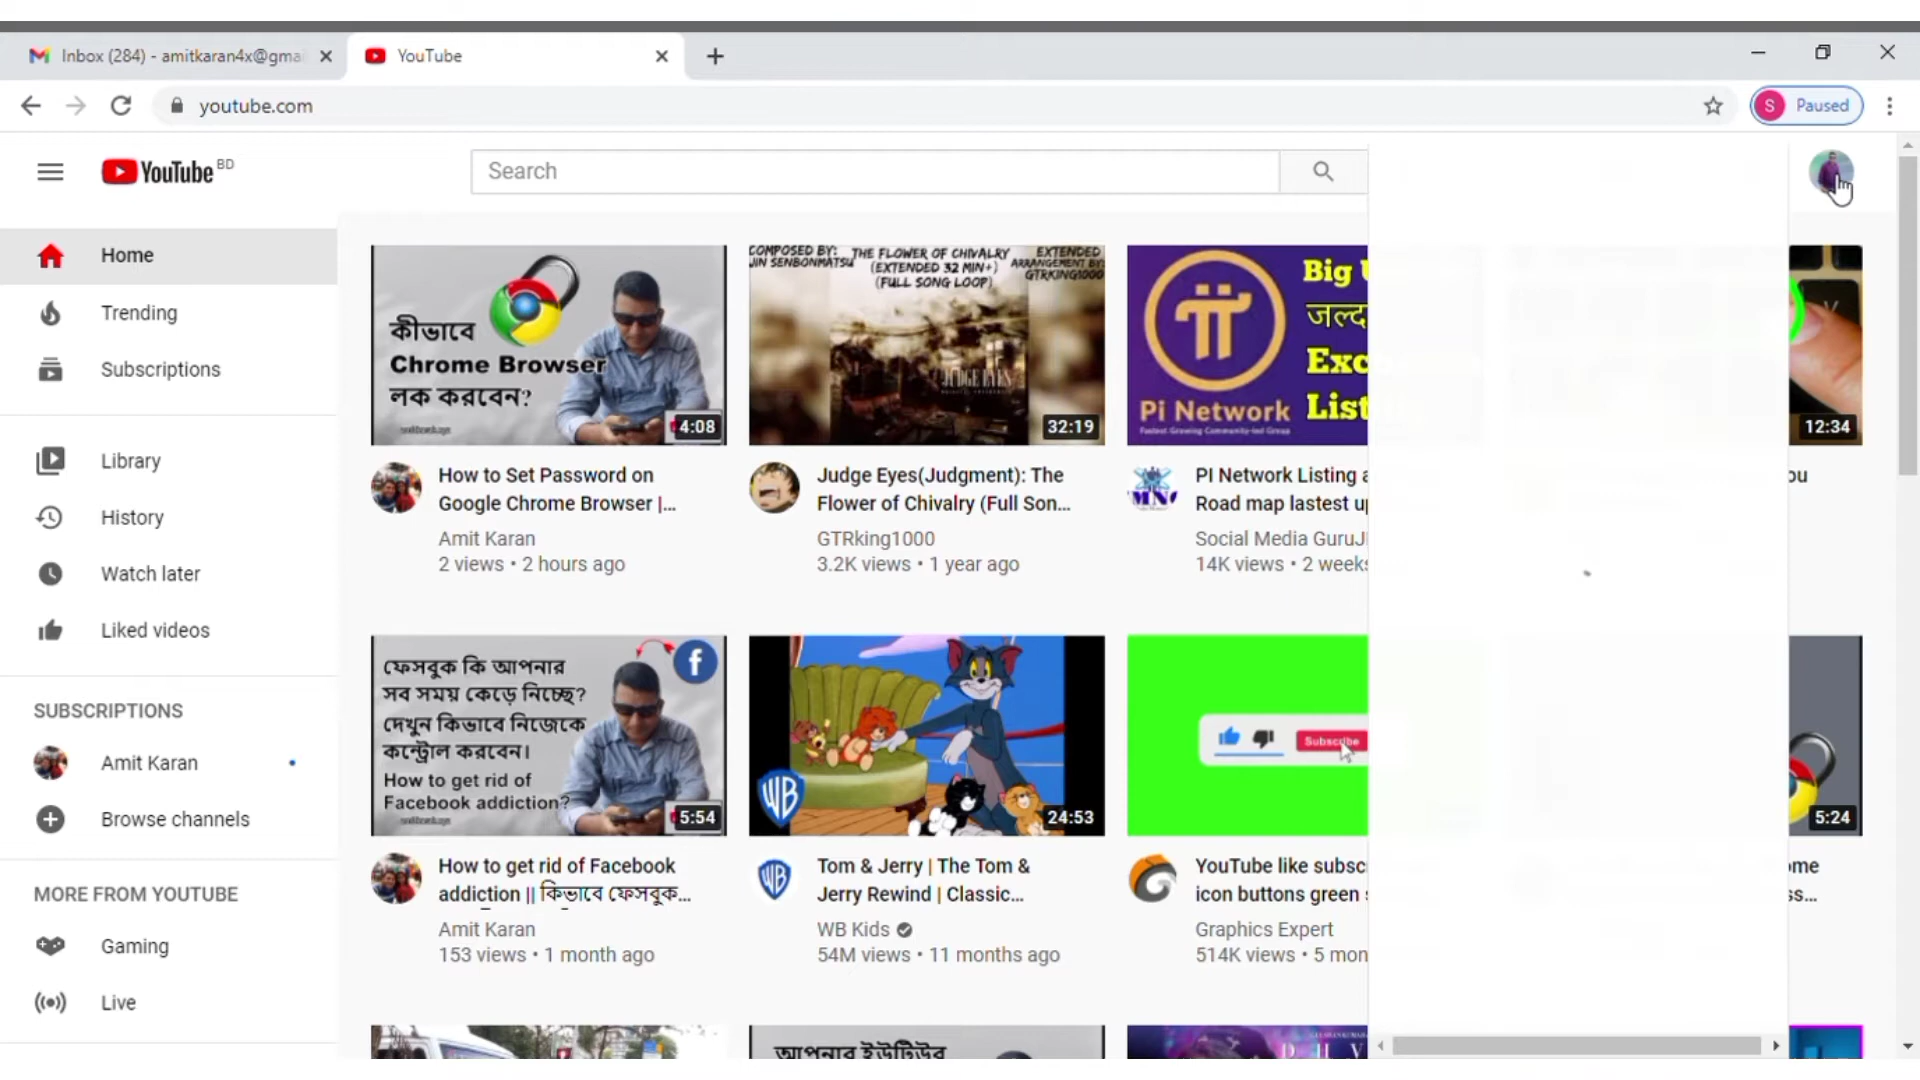 Inbox (284) - amitkaran4x@gmai
YouTube
youtube.com
S
Paused
YouTube BD
Search
Home
Trending
Subscriptions
Library
History
Watch later
Liked videos
SUBSCRIPTIONS
Amit Karan
Browse channels
MORE FROM YOUTUBE
Gaming
Live
কীভাবে
Chrome Browser
লক করবেন?
4:08
How to Set Password on
Google Chrome Browser |...
Amit Karan
2 views • 2 hours ago
COMPOSED BY:
JIN SENBONMATSU
THE FLOWER OF CHIVALRY
(EXTENDED 32 MIN+)
(FULL SONG LOOP)
EXTENDED
ARRANGEMENT BY:
GTRKING1000
JUDGE EYES
32:19
Judge Eyes(Judgment): The
Flower of Chivalry (Full Son...
GTRking1000
3.2K views • 1 year ago
Big
जल्द
Exc
List
Pi Network
Fastest Growing Community-led Group
PI Network Listing
Road map lastest u
Social Media GuruJ
14K views • 2 weeks
12:34
ou
ফেসবুক কি আপনার
সব সময় কেড়ে নিচ্ছে?
দেখুন কিভাবে নিজেকে
কন্ট্রোল করবেন।
How to get rid of
Facebook addiction?
f
5:54
How to get rid of Facebook
addiction || কিভাবে ফেসবুক...
Amit Karan
153 views • 1 month ago
WB
24:53
Tom & Jerry | The Tom &
Jerry Rewind | Classic...
WB Kids
54M views • 11 months ago
Subscribe
YouTube like subsc
icon buttons green
Graphics Expert
514K views • 5 mon
5:24
ome
ss...
আপনার ইউটিউব